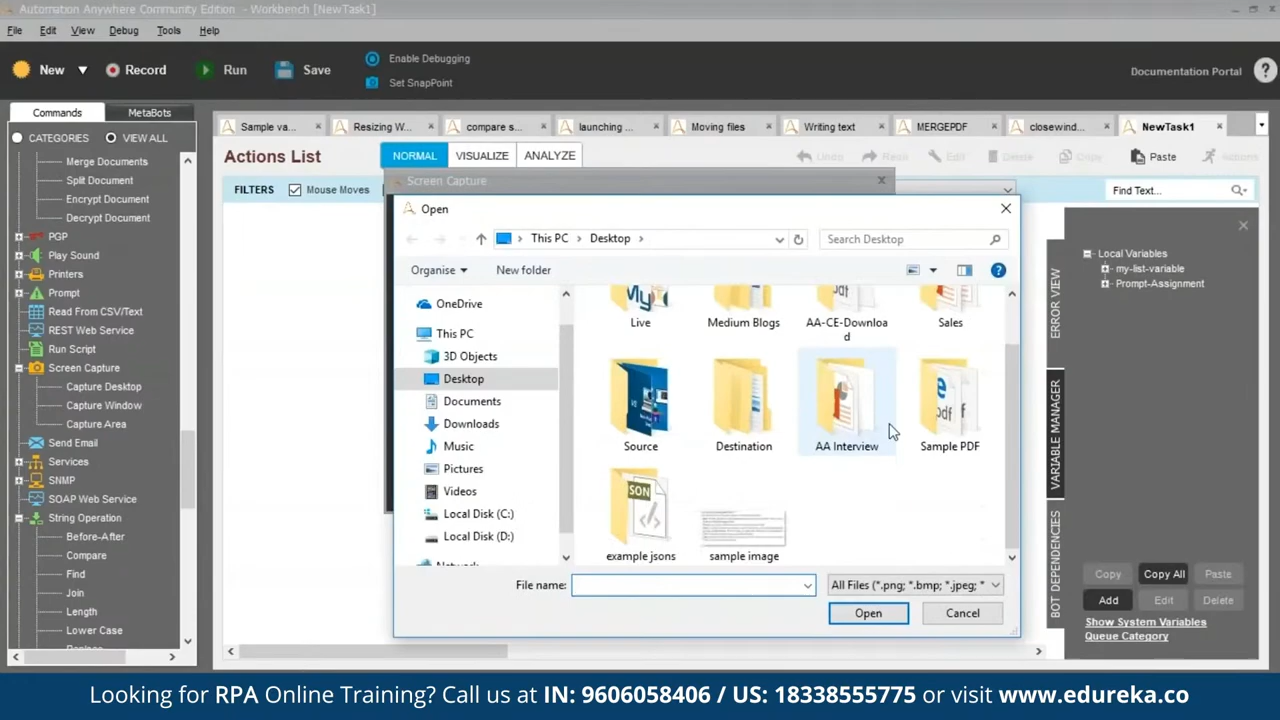 Automation Anywhere Community Edition - Workbench [NewTask1]
File Edit View Debug Tools Help
New Record Run Save
Enable Debugging
Set SnapPoint
Documentation Portal
Commands MetaBots
CATEGORIES VIEW ALL
Merge Documents
Split Document
Encrypt Document
Decrypt Document
PGP
Play Sound
Printers
Prompt
Read From CSV/Text
REST Web Service
Run Script
Screen Capture
Capture Desktop
Capture Window
Capture Area
Send Email
Services
SNMP
SOAP Web Service
String Operation
Before-After
Compare
Find
Join
Length
Lower Case
Sample va... Resizing W... compare s... launching ... Moving files Writing text MERGEPDF closewind... NewTask1
Actions List
NORMAL VISUALIZE ANALYZE
Undo Redo Edit Delete Copy Paste Actions
FILTERS Mouse Moves
Find Text...
Screen Capture
Open
This PC Desktop
Search Desktop
Organise New folder
OneDrive
This PC
3D Objects
Desktop
Documents
Downloads
Music
Pictures
Videos
Local Disk (C:)
Local Disk (D:)
Network
Live
Medium Blogs
AA-CE-Downloa
d
Sales
Source
Destination
AA Interview
Sample PDF
example jsons
sample image
File name:
All Files (*.png; *.bmp; *.jpeg; *
Open Cancel
ERROR VIEW
VARIABLE MANAGER
BOT DEPENDENCIES
Local Variables
my-list-variable
Prompt-Assignment
Copy Copy All Paste
Add Edit Delete
Show System Variables
Queue Category
Looking for RPA Online Training? Call us at IN: 9606058406 / US: 18338555775 or visit www.edureka.co